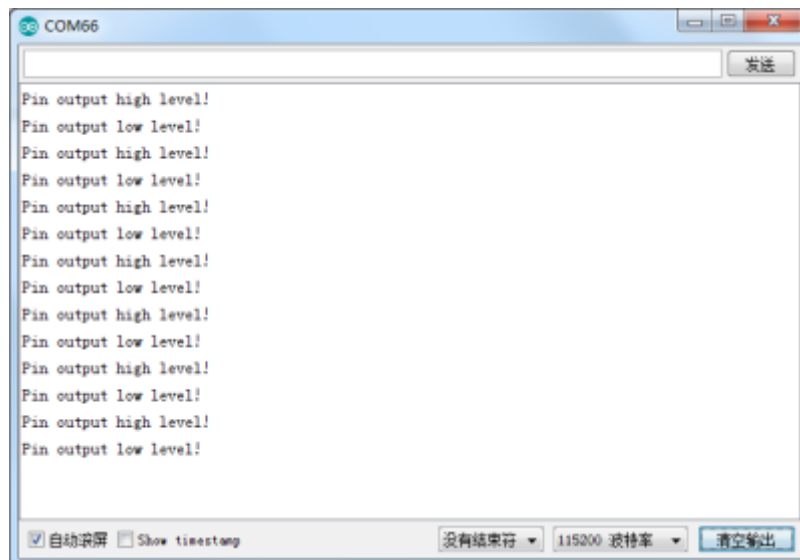 COM66
发送
Pin output high level!
Pin output low level!
Pin output high level!
Pin output low level!
Pin output high level!
Pin output low level!
Pin output high level!
Pin output low level!
Pin output high level!
Pin output low level!
Pin output high level!
Pin output low level!
Pin output high level!
Pin output low level!
自动滚屏 Show timestamp 没有结束符 115200 波特率 清空输出